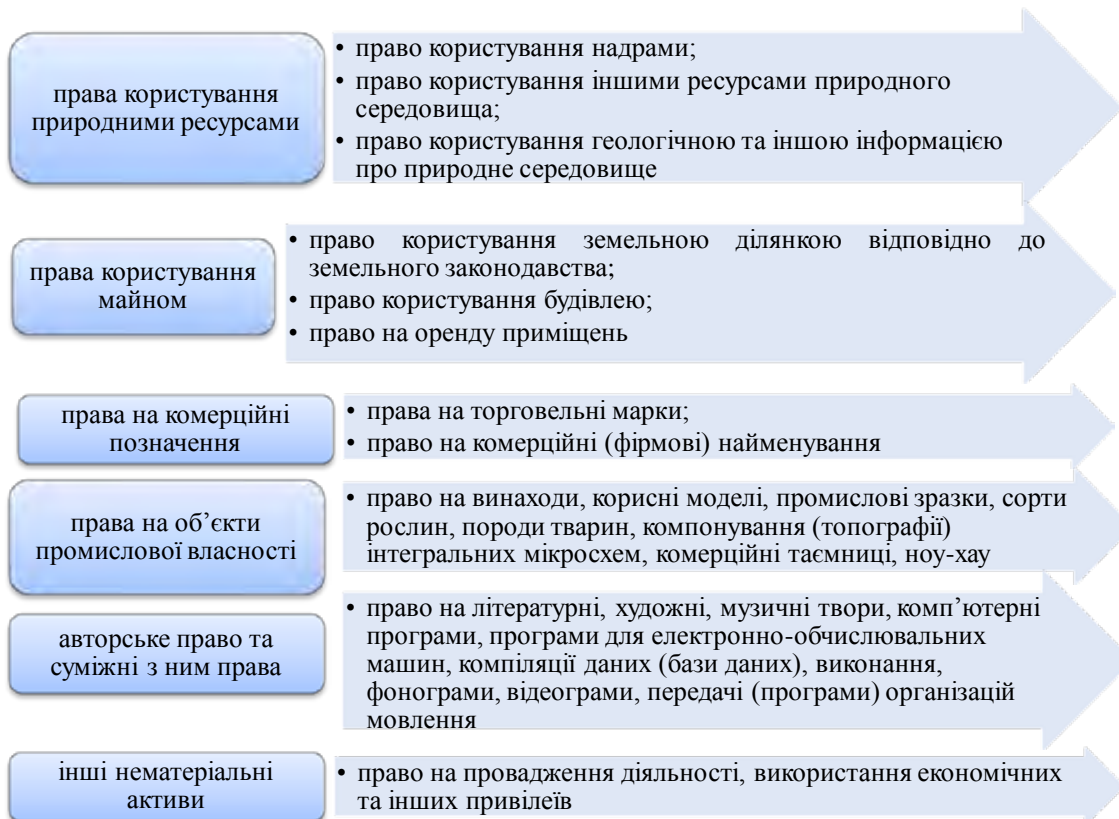 права користування
природними ресурсами
• право користування надрами;
• право користування іншими ресурсами природного
середовища;
• право користування геологічною та іншою інформацією
про природне середовище
права користування
майном
• право користування земельною ділянкою відповідно до
земельного законодавства;
• право користування будівлею;
• право на оренду приміщень
права на комерційні
позначення
• права на торговельні марки;
• право на комерційні (фірмові) найменування
права на об’єкти
промислової власності
• право на винаходи, корисні моделі, промислові зразки, сорти
рослин, породи тварин, компонування (топографії)
інтегральних мікросхем, комерційні таємниці, ноу-хау
авторське право та
суміжні з ним права
• право на літературні, художні, музичні твори, комп’ютерні
програми, програми для електронно-обчислювальних
машин, компіляції даних (бази даних), виконання,
фонограми, відеограми, передачі (програми) організацій
мовлення
інші нематеріальні
активи
• право на провадження діяльності, використання економічних
та інших привілеїв